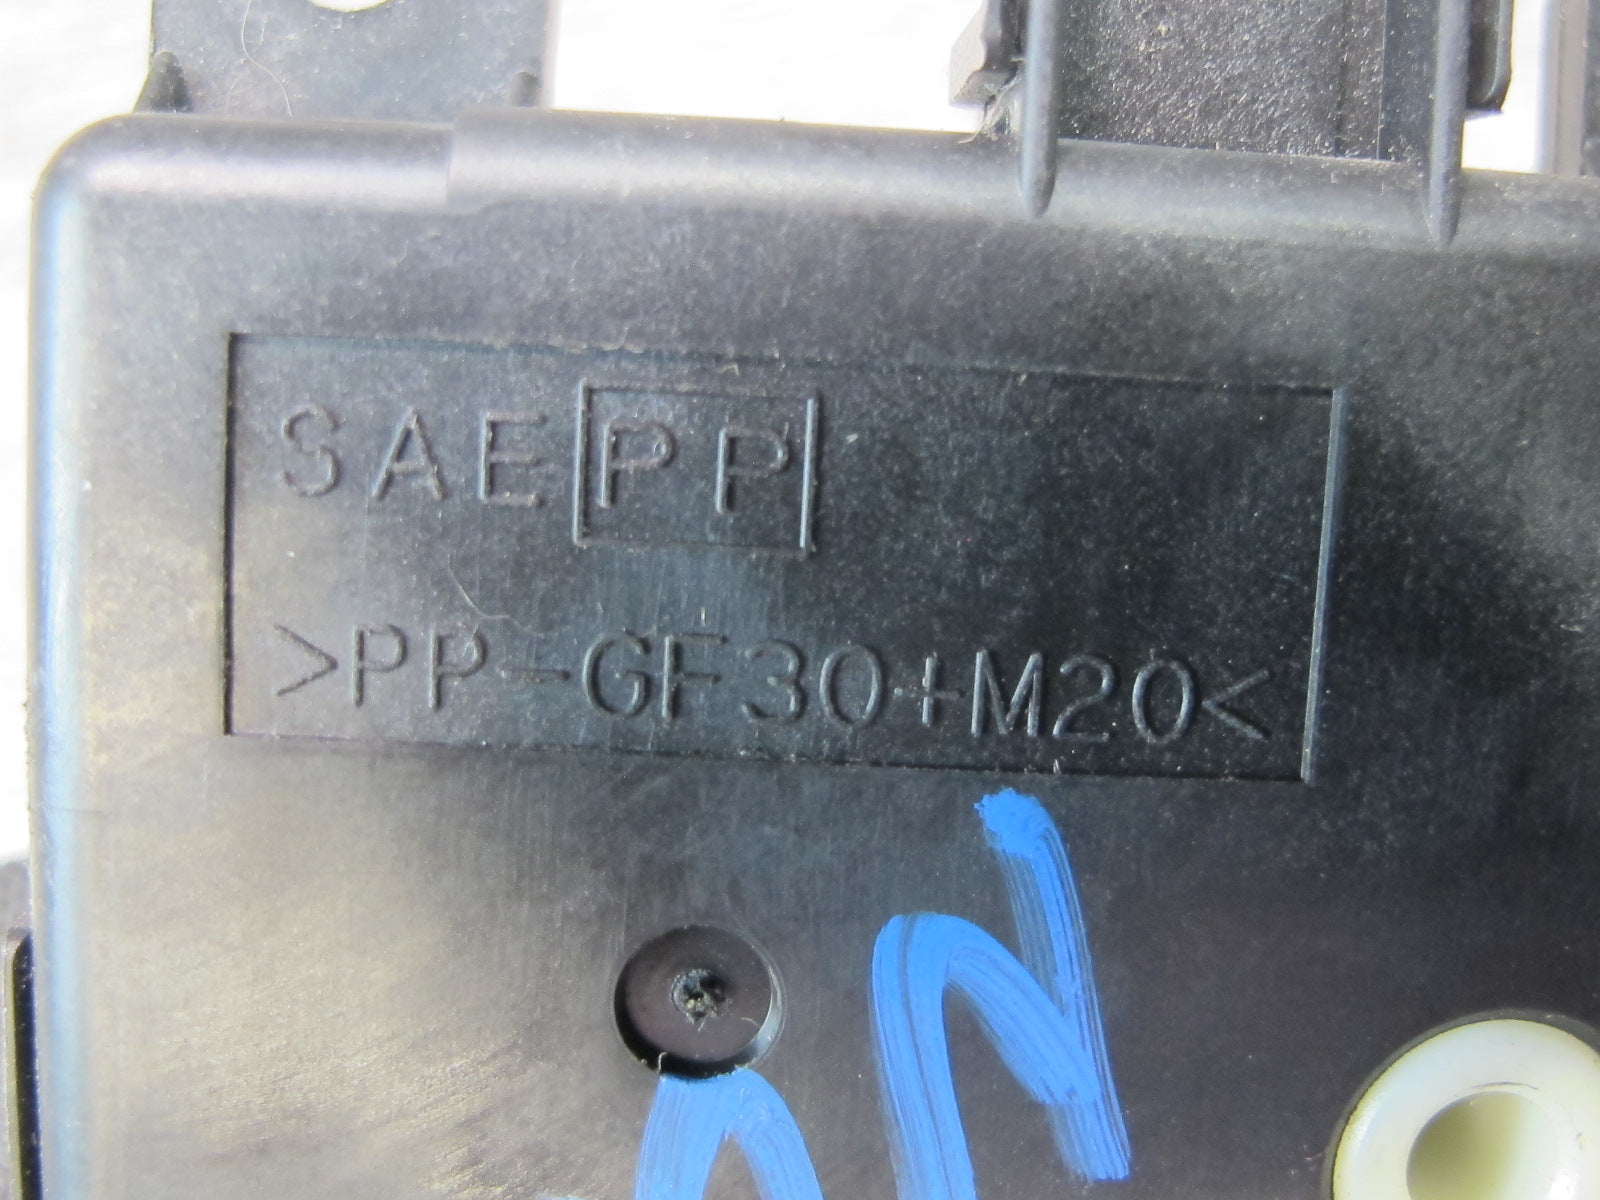 SAE PP
>PP-GF30+M20<